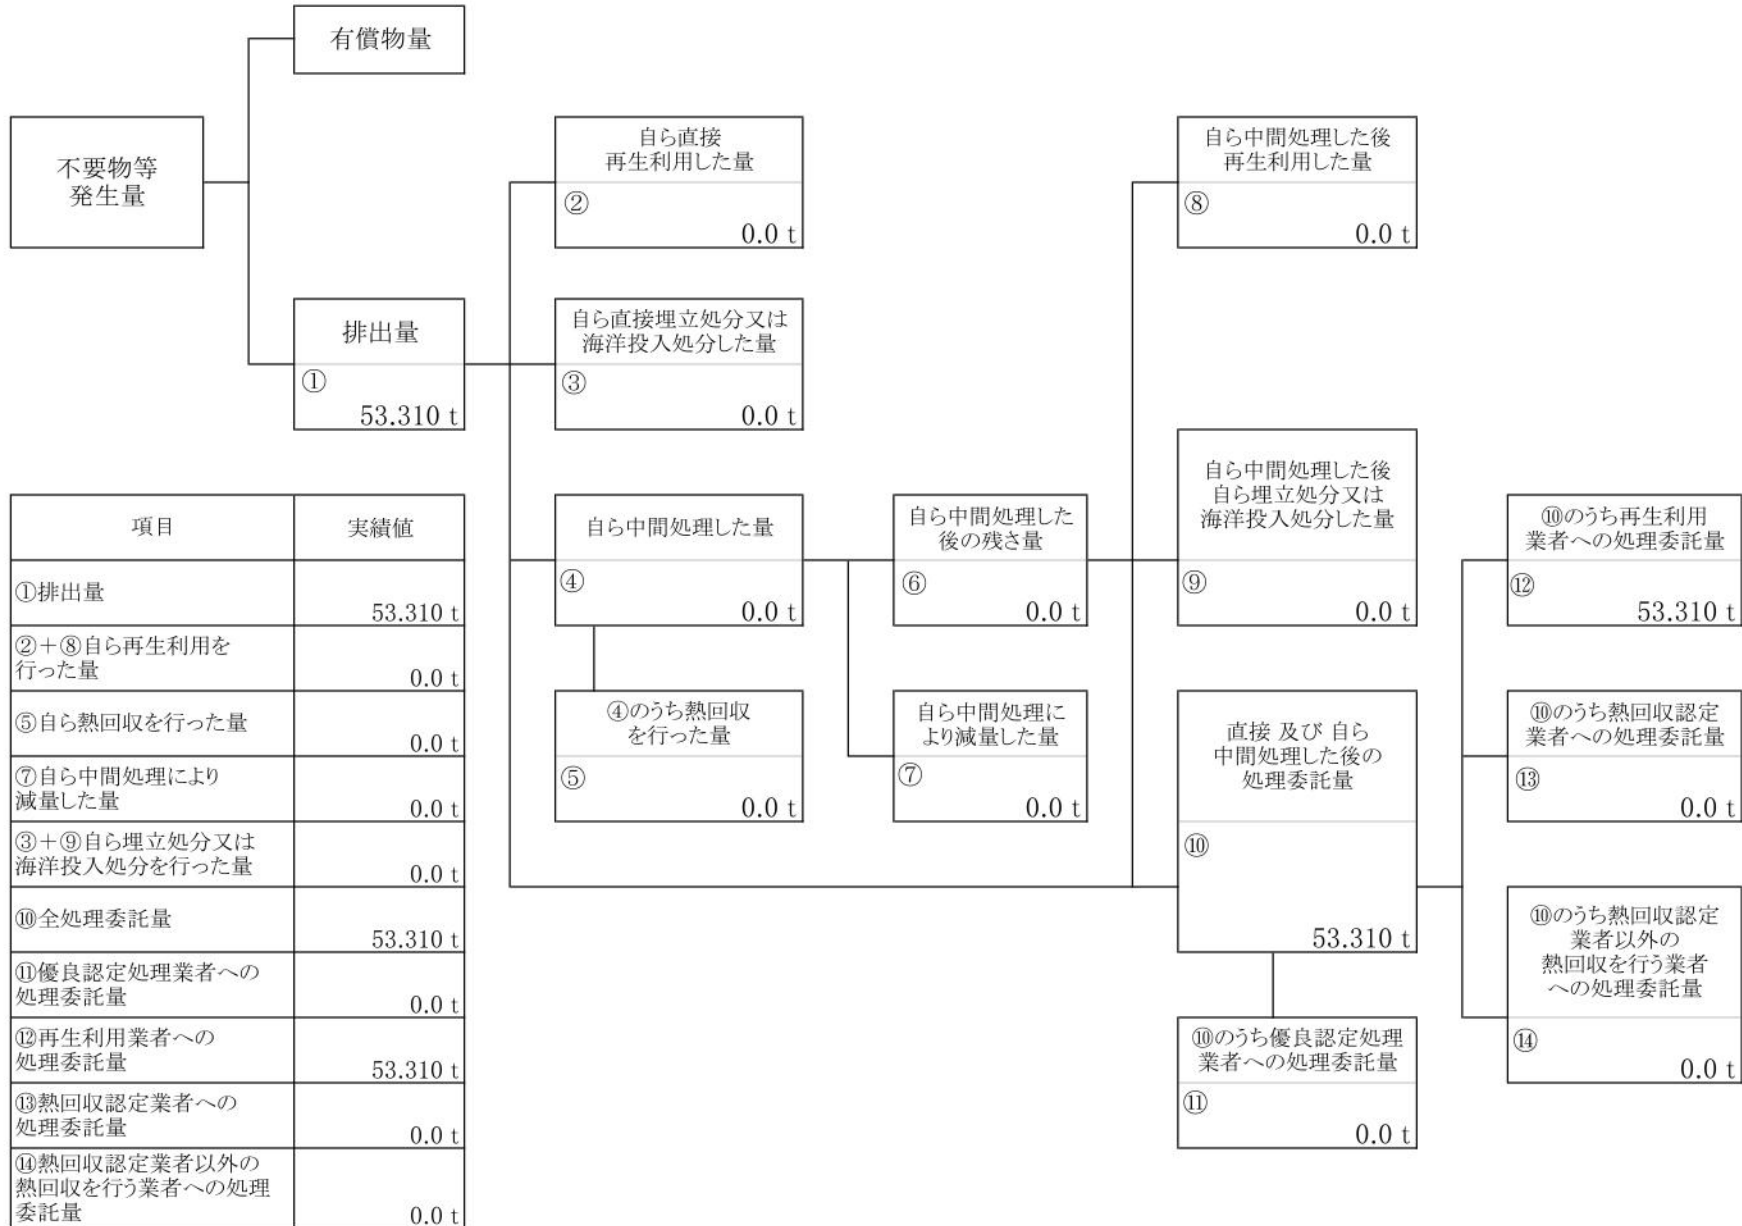 有償物量
不要物等
発生量
排出量
①
53.310 t
自ら直接
再生利用した量
②
0.0 t
自ら直接埋立処分又は
海洋投入処分した量
③
0.0 t
自ら中間処理した量
④
0.0 t
④のうち熱回収
を行った量
⑤
0.0 t
自ら中間処理した
後の残さ量
⑥
0.0 t
自ら中間処理に
より減量した量
⑦
0.0 t
自ら中間処理した後
再生利用した量
⑧
0.0 t
自ら中間処理した後
自ら埋立処分又は
海洋投入処分した量
⑨
0.0 t
直接 及び 自ら
中間処理した後の
処理委託量
⑩
53.310 t
⑩のうち優良認定処理
業者への処理委託量
⑪
0.0 t
⑩のうち再生利用
業者への処理委託量
⑫
53.310 t
⑩のうち熱回収認定
業者への処理委託量
⑬
0.0 t
⑩のうち熱回収認定
業者以外の
熱回収を行う業者
への処理委託量
⑭
0.0 t
項目 実績値
①排出量
53.310 t
②+⑧自ら再生利用を
行った量
0.0 t
⑤自ら熱回収を行った量
0.0 t
⑦自ら中間処理により
減量した量
0.0 t
③+⑨自ら埋立処分又は
海洋投入処分を行った量
0.0 t
⑩全処理委託量
53.310 t
⑪優良認定処理業者への
処理委託量
0.0 t
⑫再生利用業者への
処理委託量
53.310 t
⑬熱回収認定業者への
処理委託量
0.0 t
⑭熱回収認定業者以外の
熱回収を行う業者への処理
委託量
0.0 t